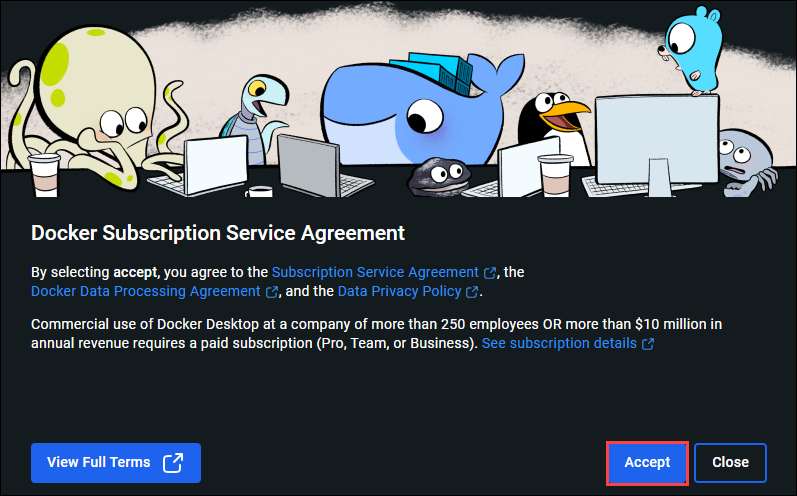 Docker Subscription Service Agreement
By selecting accept, you agree to the Subscription Service Agreement, the
Docker Data Processing Agreement, and the Data Privacy Policy.
Commercial use of Docker Desktop at a company of more than 250 employees OR more than $10 million in
annual revenue requires a paid subscription (Pro, Team, or Business). See subscription details
View Full Terms
Accept
Close